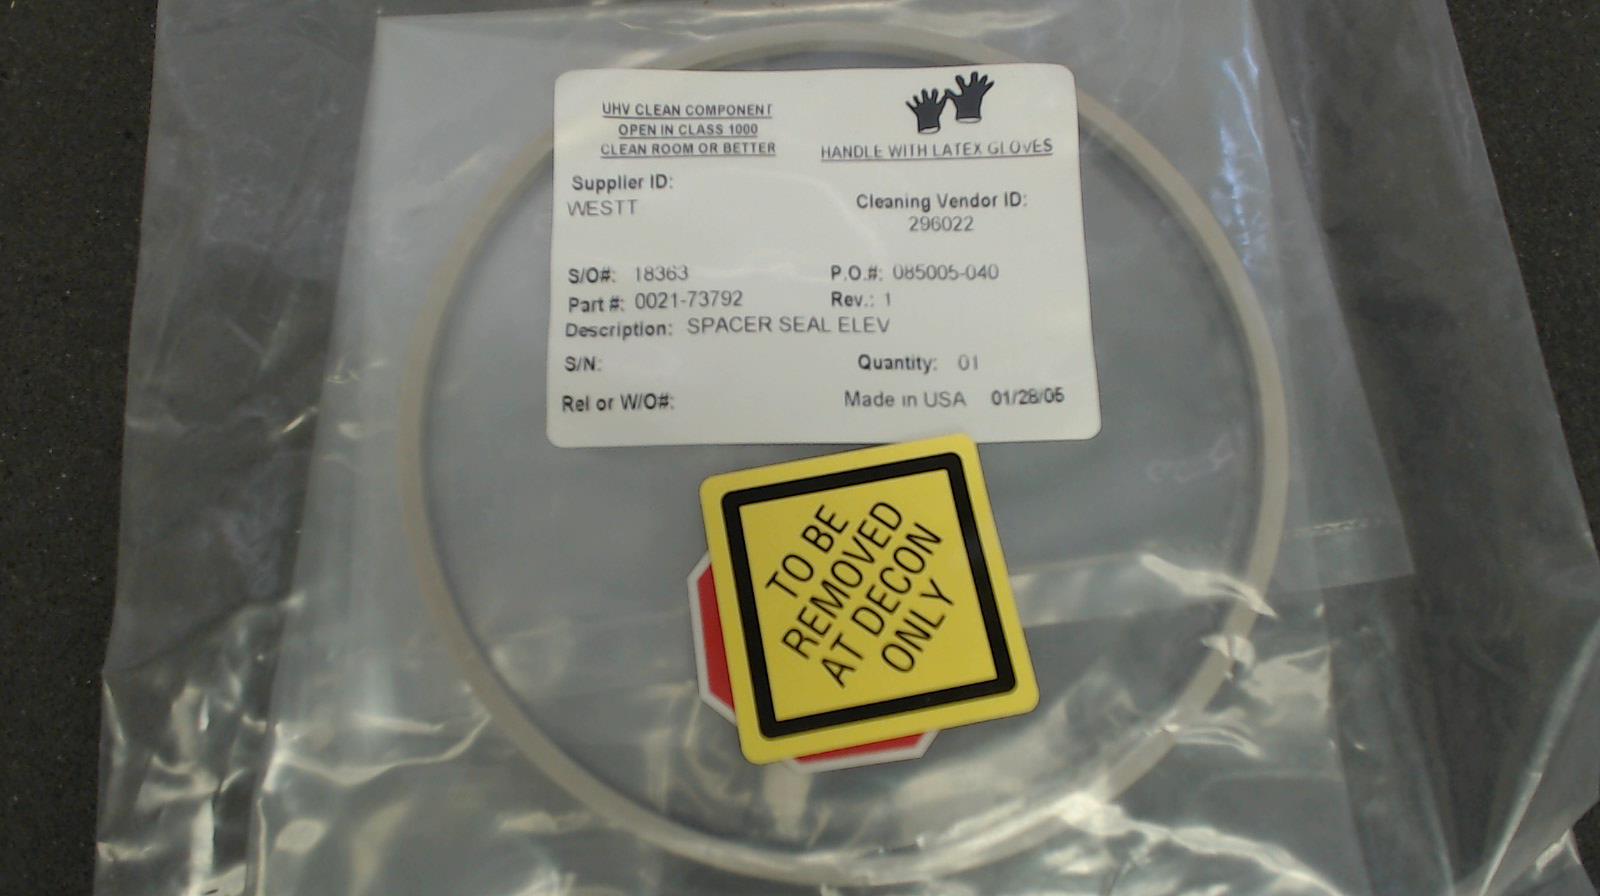 UHV CLEAN COMPONENT
OPEN IN CLASS 1000
CLEAN ROOM OR BETTER
HANDLE WITH LATEX GLOVES
Supplier ID:
WESTT
Cleaning Vendor ID:
296022
S/O#: 18363 P.O.#: 085005-040
Part #: 0021-73792 Rev.: 1
Description: SPACER SEAL ELEV
S/N: Quantity: 01
Rel or W/O#: Made in USA 01/28/05
TO BE
REMOVED
AT DECON
ONLY